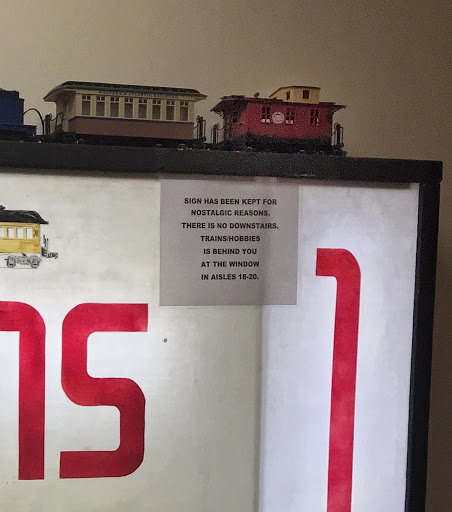 SIGN HAS BEEN KEPT FOR
NOSTALGIC REASONS.
THERE IS NO DOWNSTAIRS.
TRAINS/HOBBIES
IS BEHIND YOU
AT THE WINDOW
IN AISLES 18-20.
ns